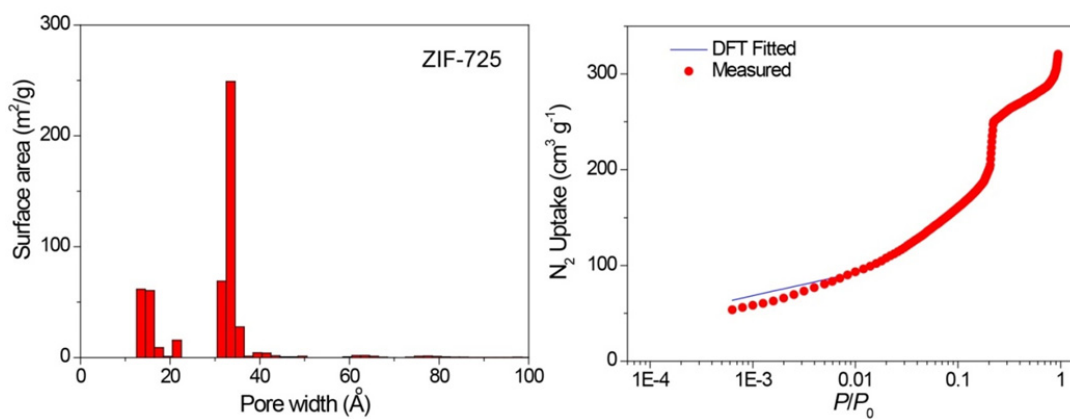 300
200
100
0
0
20
40
60
80
100
Surface area (m²/g)
Pore width (Å)
ZIF-725
300
200
100
0
1E-4
1E-3
0.01
0.1
1
N₂ Uptake (cm³ g⁻¹)
P/P₀
DFT Fitted
Measured